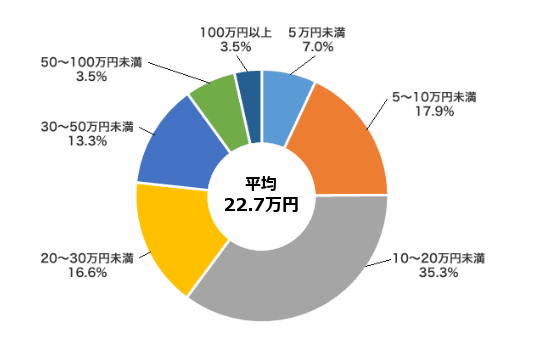 100万円以上
3.5%
5万円未満
7.0%
50～100万円未満
3.5%
5～10万円未満
17.9%
30～50万円未満
13.3%
平均
22.7万円
20～30万円未満
16.6%
10～20万円未満
35.3%